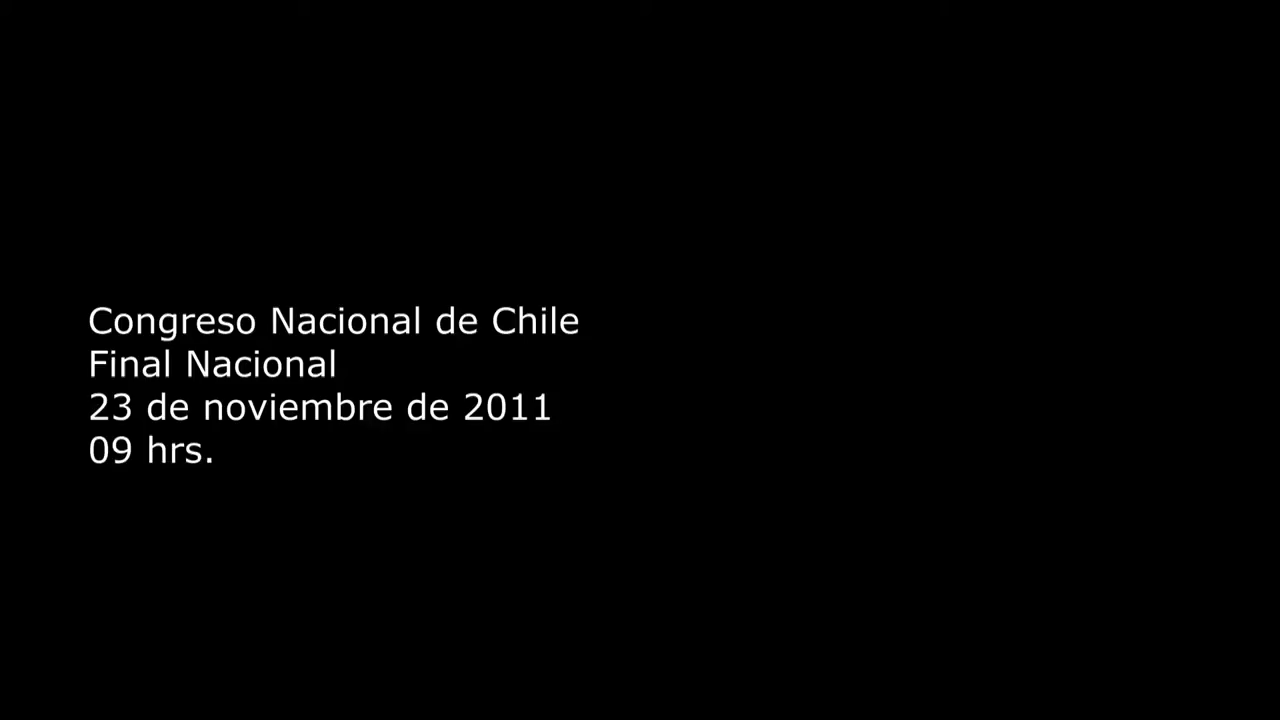 Congreso Nacional de Chile
Final Nacional
23 de noviembre de 2011
09 hrs.